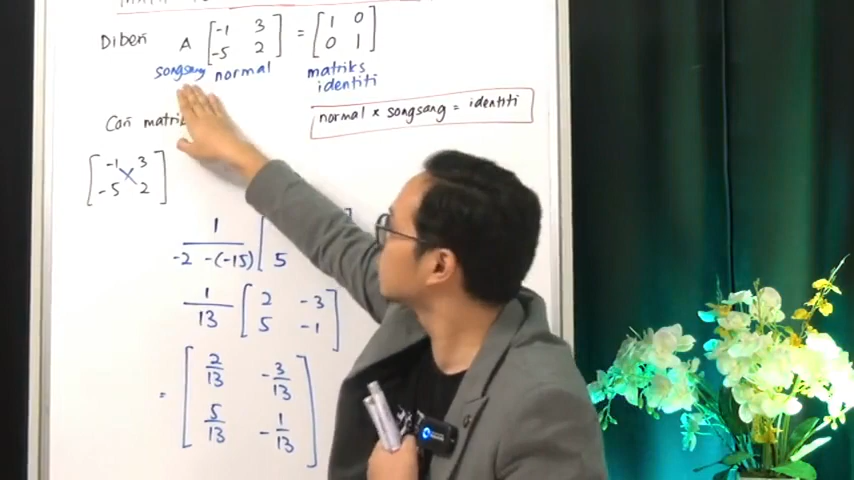 Diberi A [-1 3 -5 2] = [1 0 0 1]
songsang normal matriks identiti
normal x songsang = identiti
Cari
[-1 3 -5 2]
1/(-2 -(-15)) [ 5
1/13 [2 -3 5 -1]
= [2/13 -3/13 5/13 -1/13]